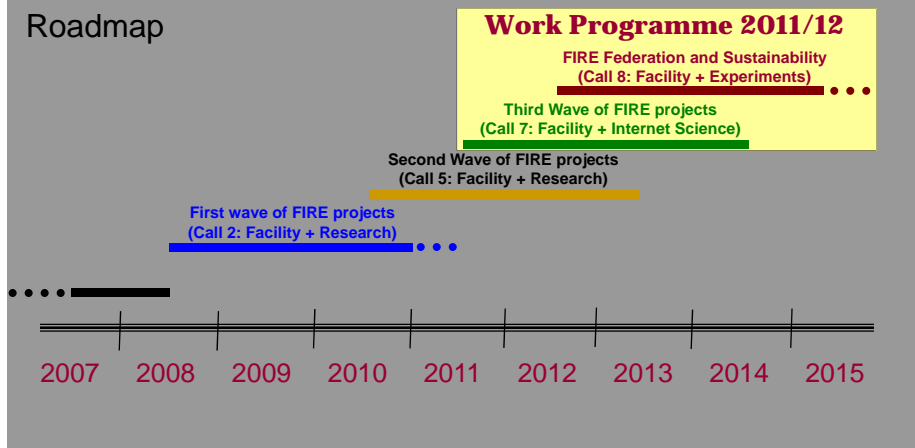 Roadmap
Work Programme 2011/12
FIRE Federation and Sustainability
(Call 8: Facility + Experiments)
Third Wave of FIRE projects
(Call 7: Facility + Internet Science)
Second Wave of FIRE projects
(Call 5: Facility + Research)
First wave of FIRE projects
(Call 2: Facility + Research)
2007 2008 2009 2010 2011 2012 2013 2014 2015